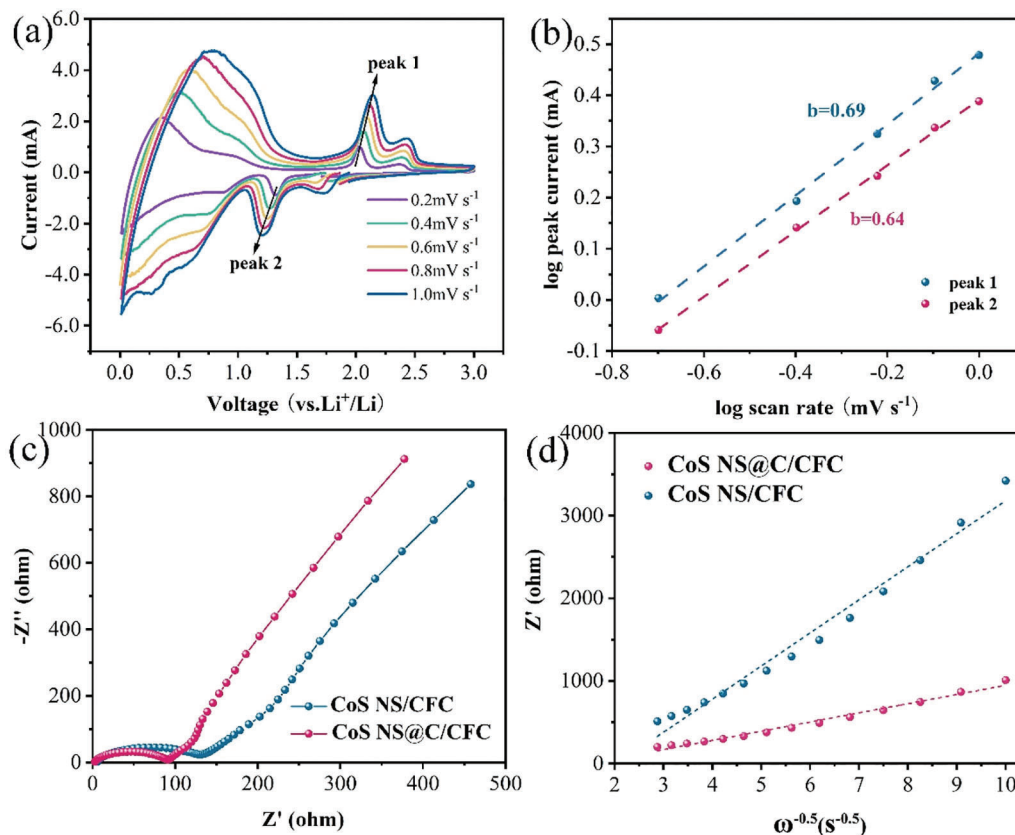 (a)
6.0
4.0
2.0
0.0
-2.0
-4.0
-6.0
Current (mA)
peak 1
peak 2
0.2mV s⁻¹
0.4mV s⁻¹
0.6mV s⁻¹
0.8mV s⁻¹
1.0mV s⁻¹
0.0 0.5 1.0 1.5 2.0 2.5 3.0
Voltage (vs.Li⁺/Li)
(b)
0.5
0.4
0.3
0.2
0.1
0.0
-0.1
log peak current (mA)
b=0.69
b=0.64
peak 1
peak 2
-0.8 -0.6 -0.4 -0.2 0.0
log scan rate (mV s⁻¹)
(c)
1000
800
600
400
200
0
-Z'' (ohm)
CoS NS/CFC
CoS NS@C/CFC
0 100 200 300 400 500
Z' (ohm)
(d)
4000
3000
2000
1000
0
Z' (ohm)
CoS NS@C/CFC
CoS NS/CFC
2 3 4 5 6 7 8 9 10
ω⁻⁰·⁵(s⁻⁰·⁵)